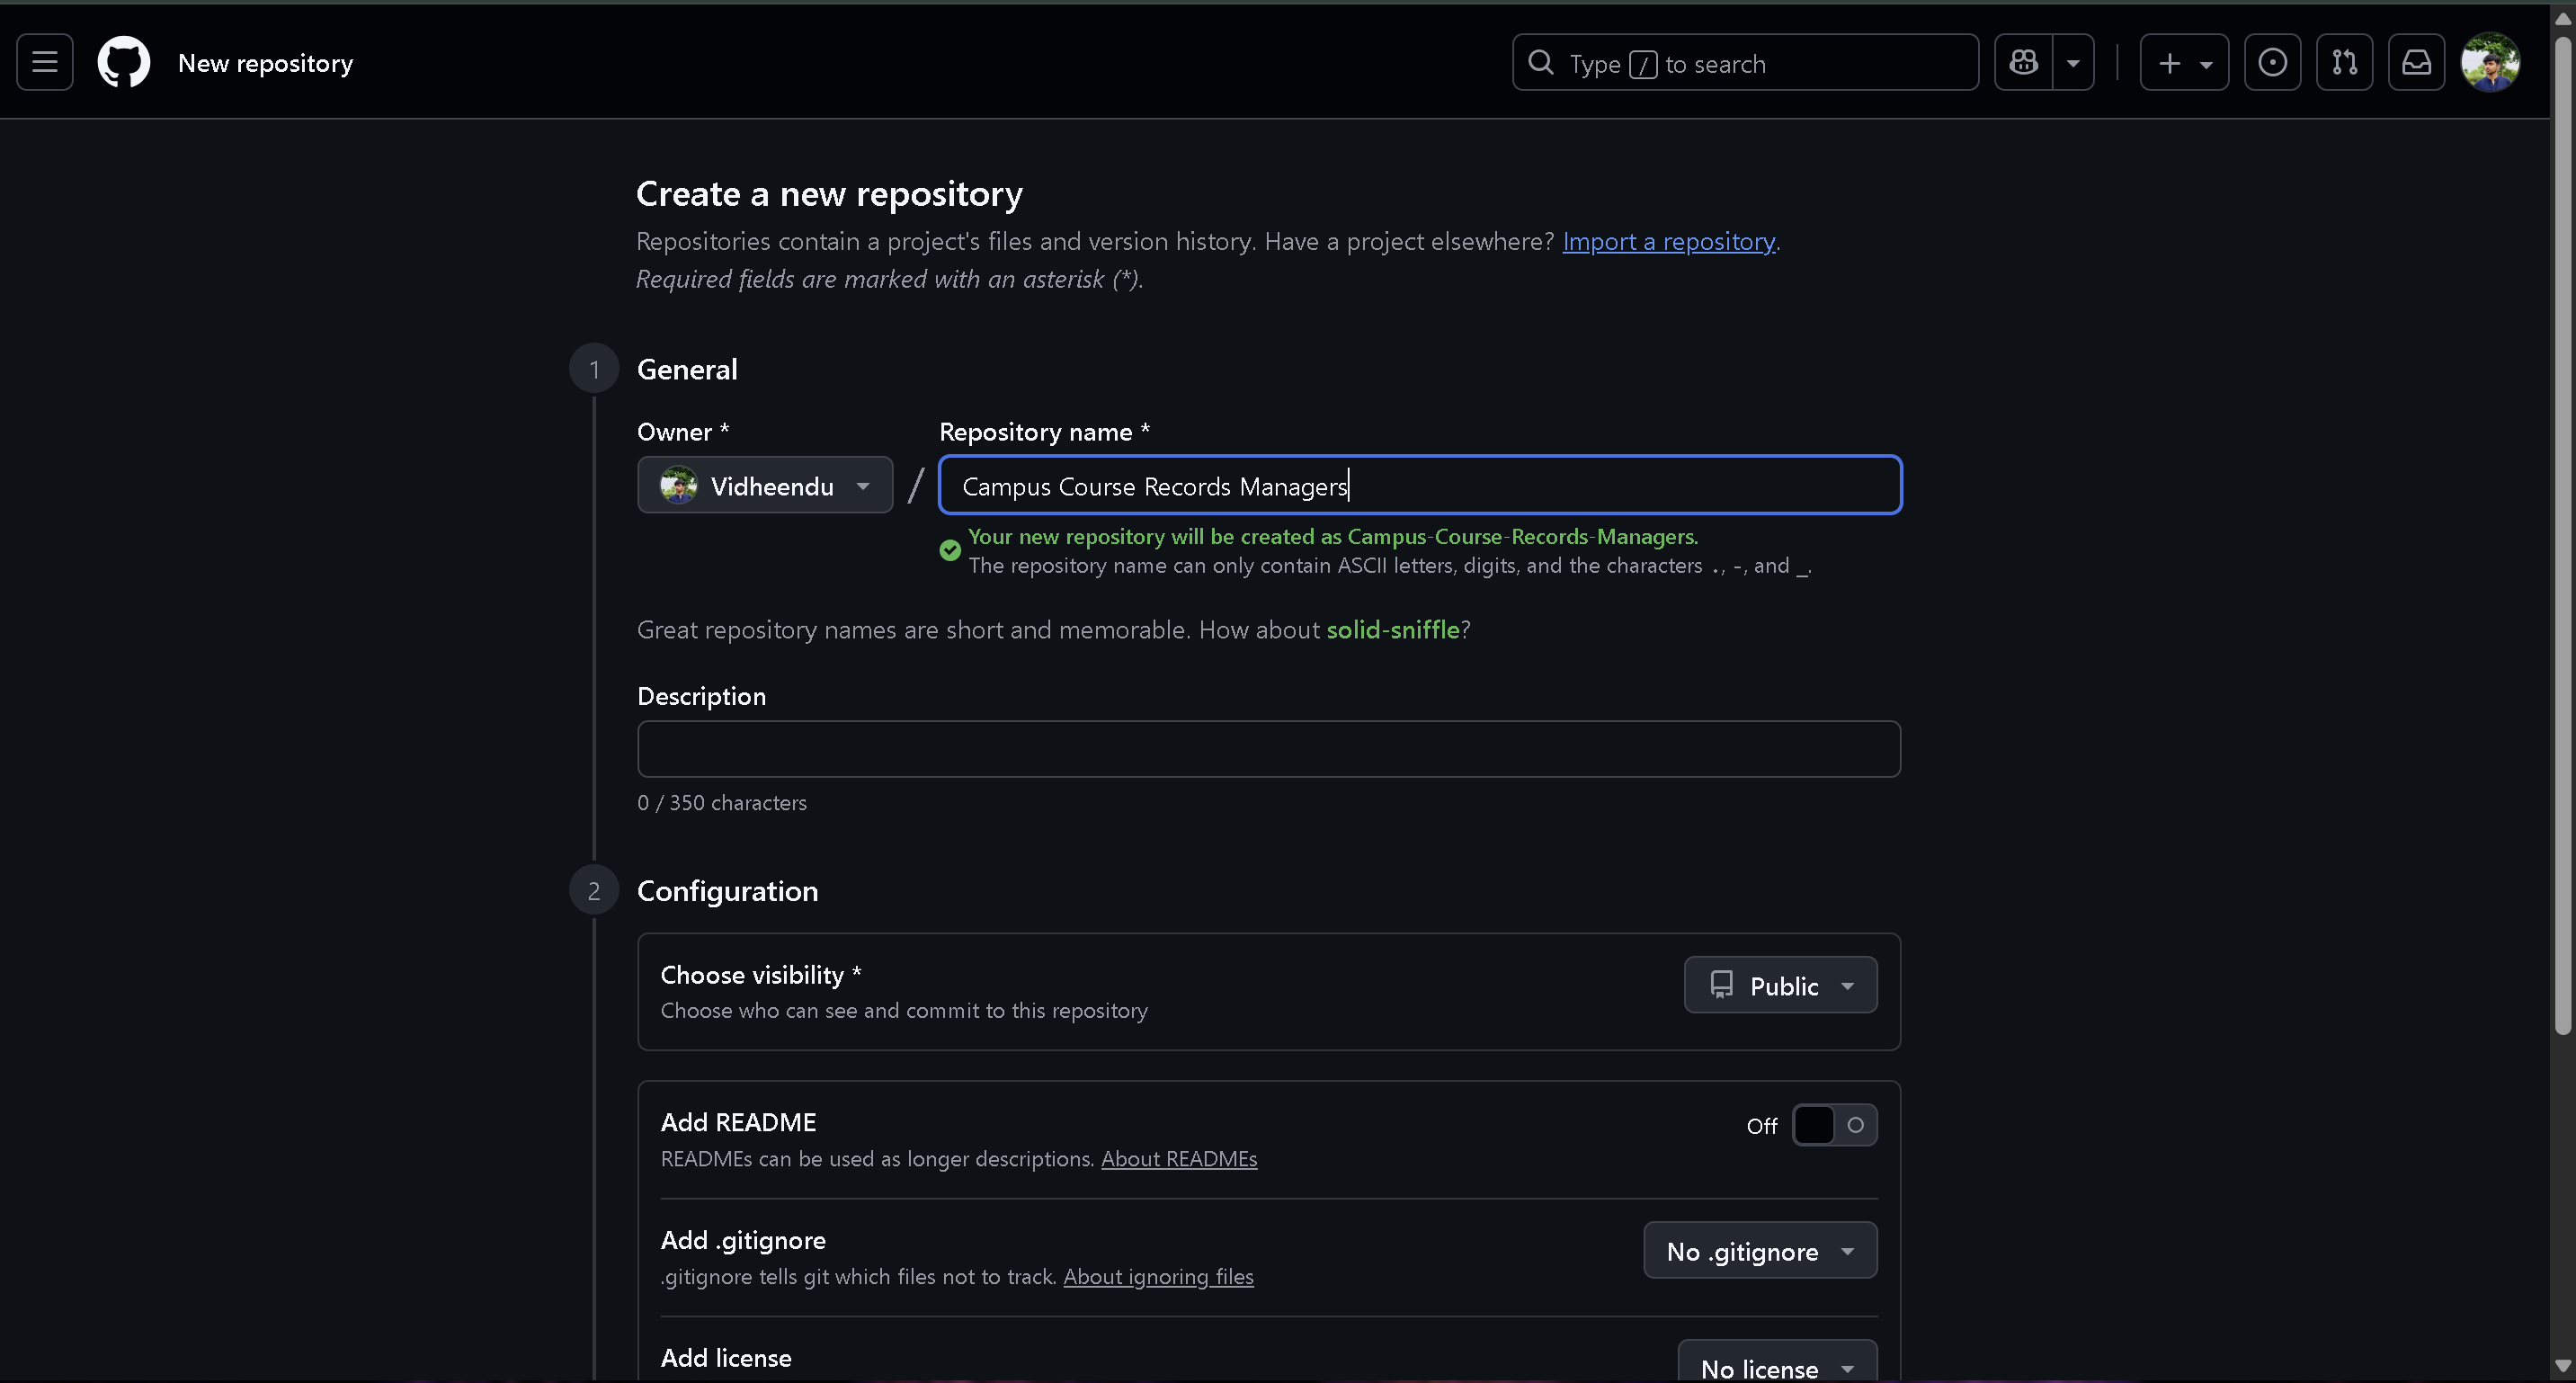 New repository
Type / to search
Create a new repository
Repositories contain a project's files and version history. Have a project elsewhere? Import a repository.
Required fields are marked with an asterisk (*).
1
General
Owner *
Repository name *
Vidheendu
/
Campus Course Records Managers
Your new repository will be created as Campus-Course-Records-Managers.
The repository name can only contain ASCII letters, digits, and the characters ., -, and _.
Great repository names are short and memorable. How about solid-sniffle?
Description
0 / 350 characters
2
Configuration
Choose visibility *
Public
Choose who can see and commit to this repository
Add README
Off
READMEs can be used as longer descriptions. About READMEs
Add .gitignore
No .gitignore
.gitignore tells git which files not to track. About ignoring files
Add license
No license